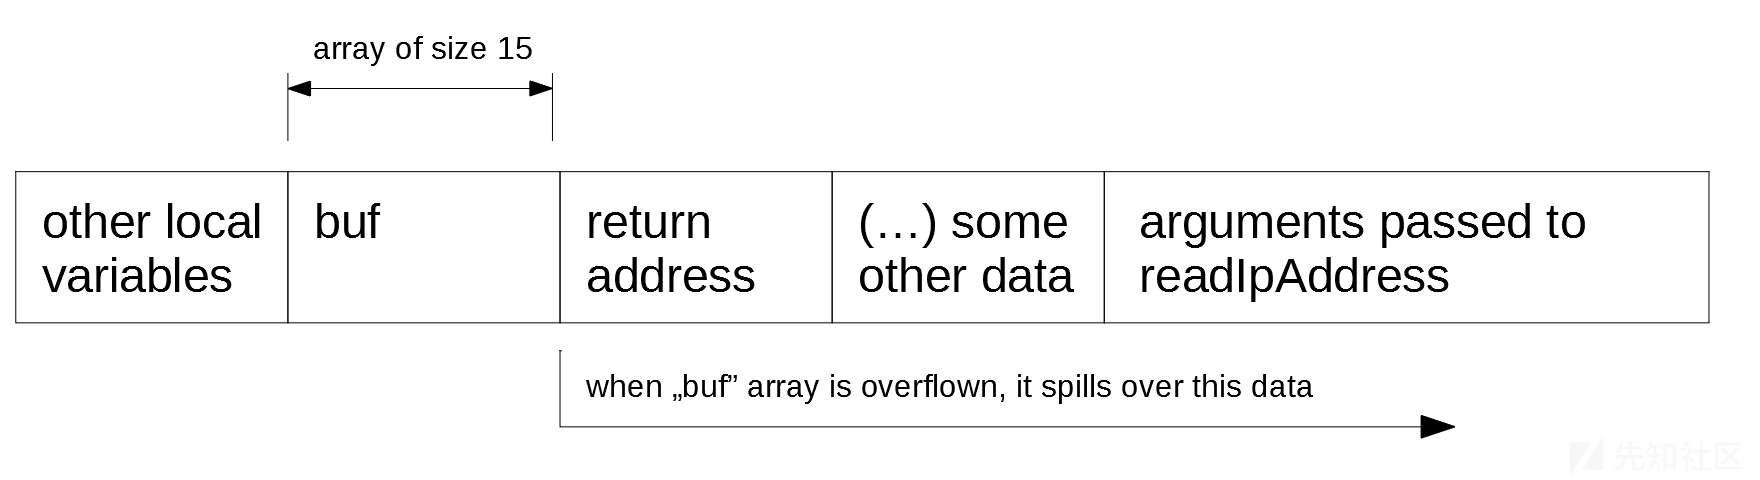 array of size 15
other local
variables
buf
return
address
(…) some
other data
arguments passed to
readIpAddress
when „buf” array is overflown, it spills over this data
先知社区